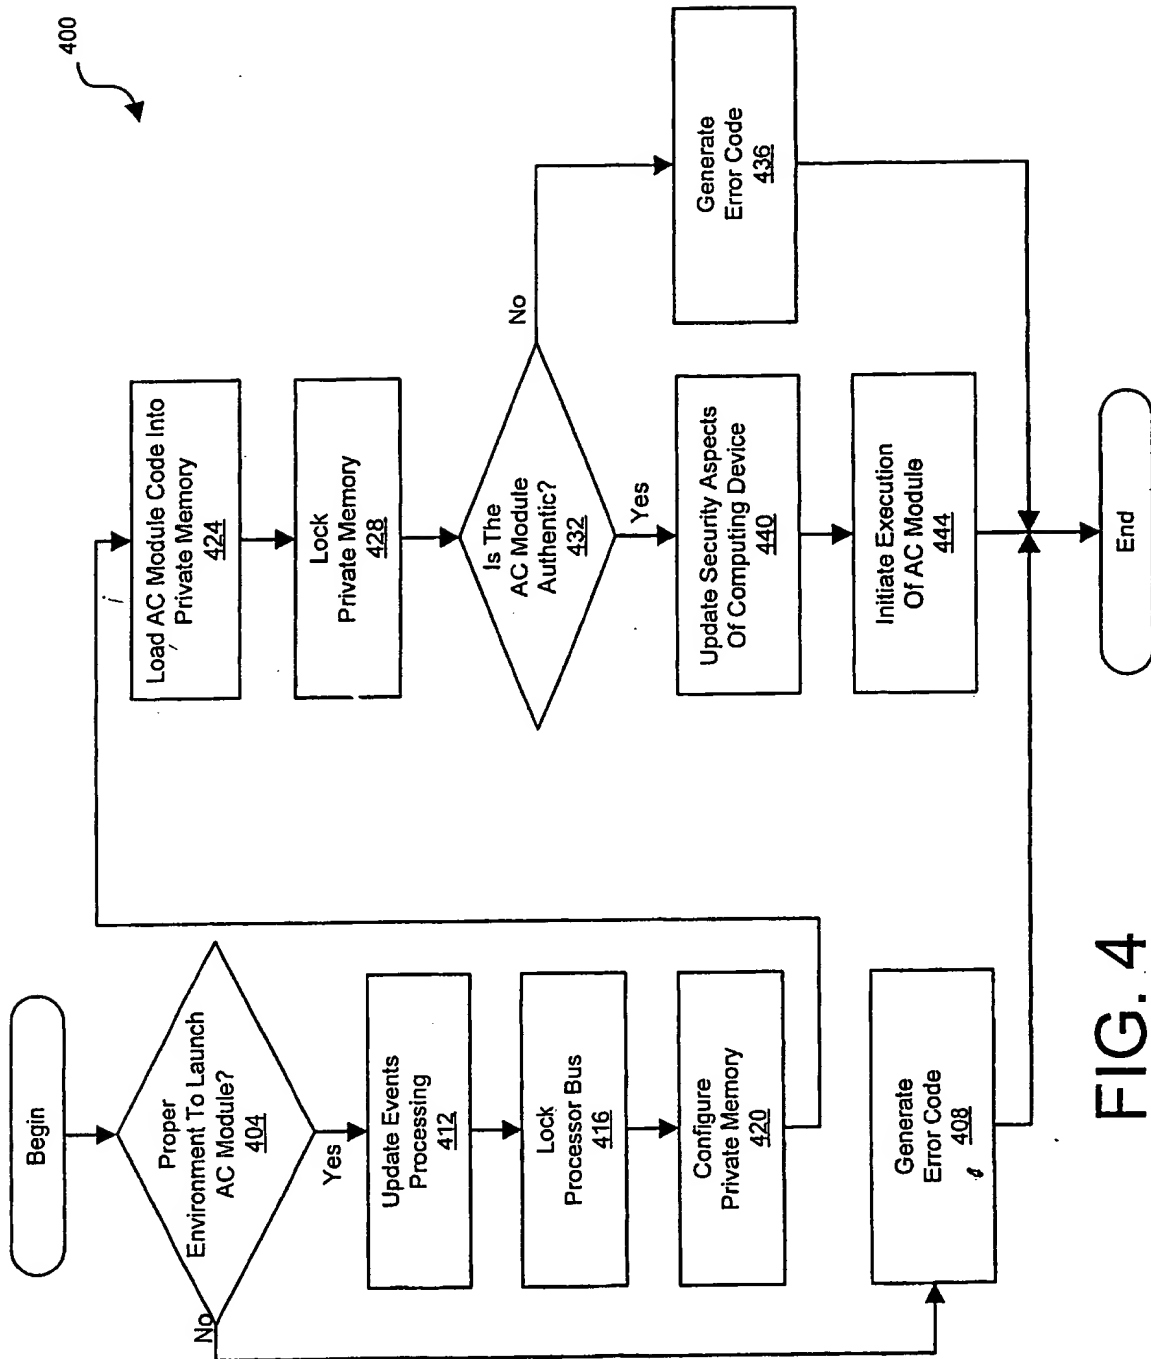 400
Begin
Proper
Environment To Launch
AC Module?
404
No
Yes
Update Events
Processing
412
Lock
Processor Bus
416
Configure
Private Memory
420
Generate
Error Code
408
Load AC Module Code Into
Private Memory
424
Lock
Private Memory
428
Is The
AC Module
Authentic?
432
No
Yes
Generate
Error Code
436
Update Security Aspects
Of Computing Device
440
Initiate Execution
Of AC Module
444
End
FIG. 4